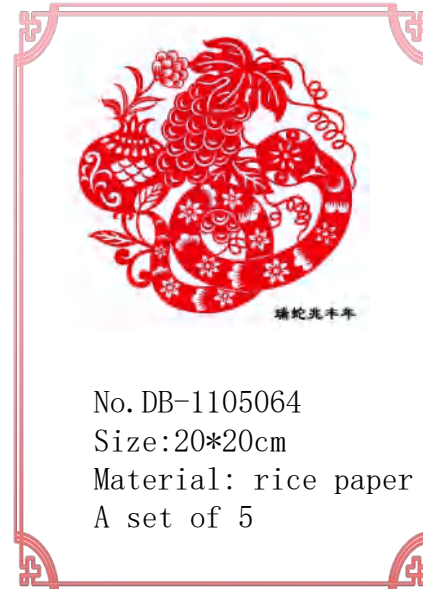 瑞蛇兆丰年
No.DB-1105064
Size:20*20cm
Material: rice paper
A set of 5